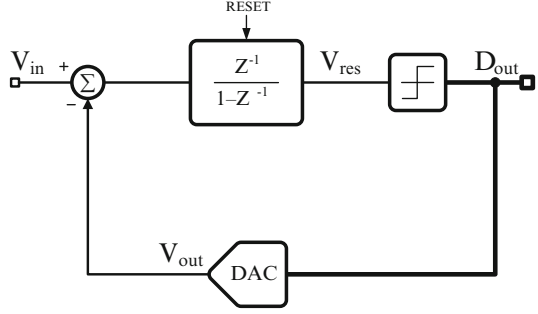 RESET
V_in
+
Σ
−
Z^-1
1–Z^-1
V_res
D_out
V_out
DAC